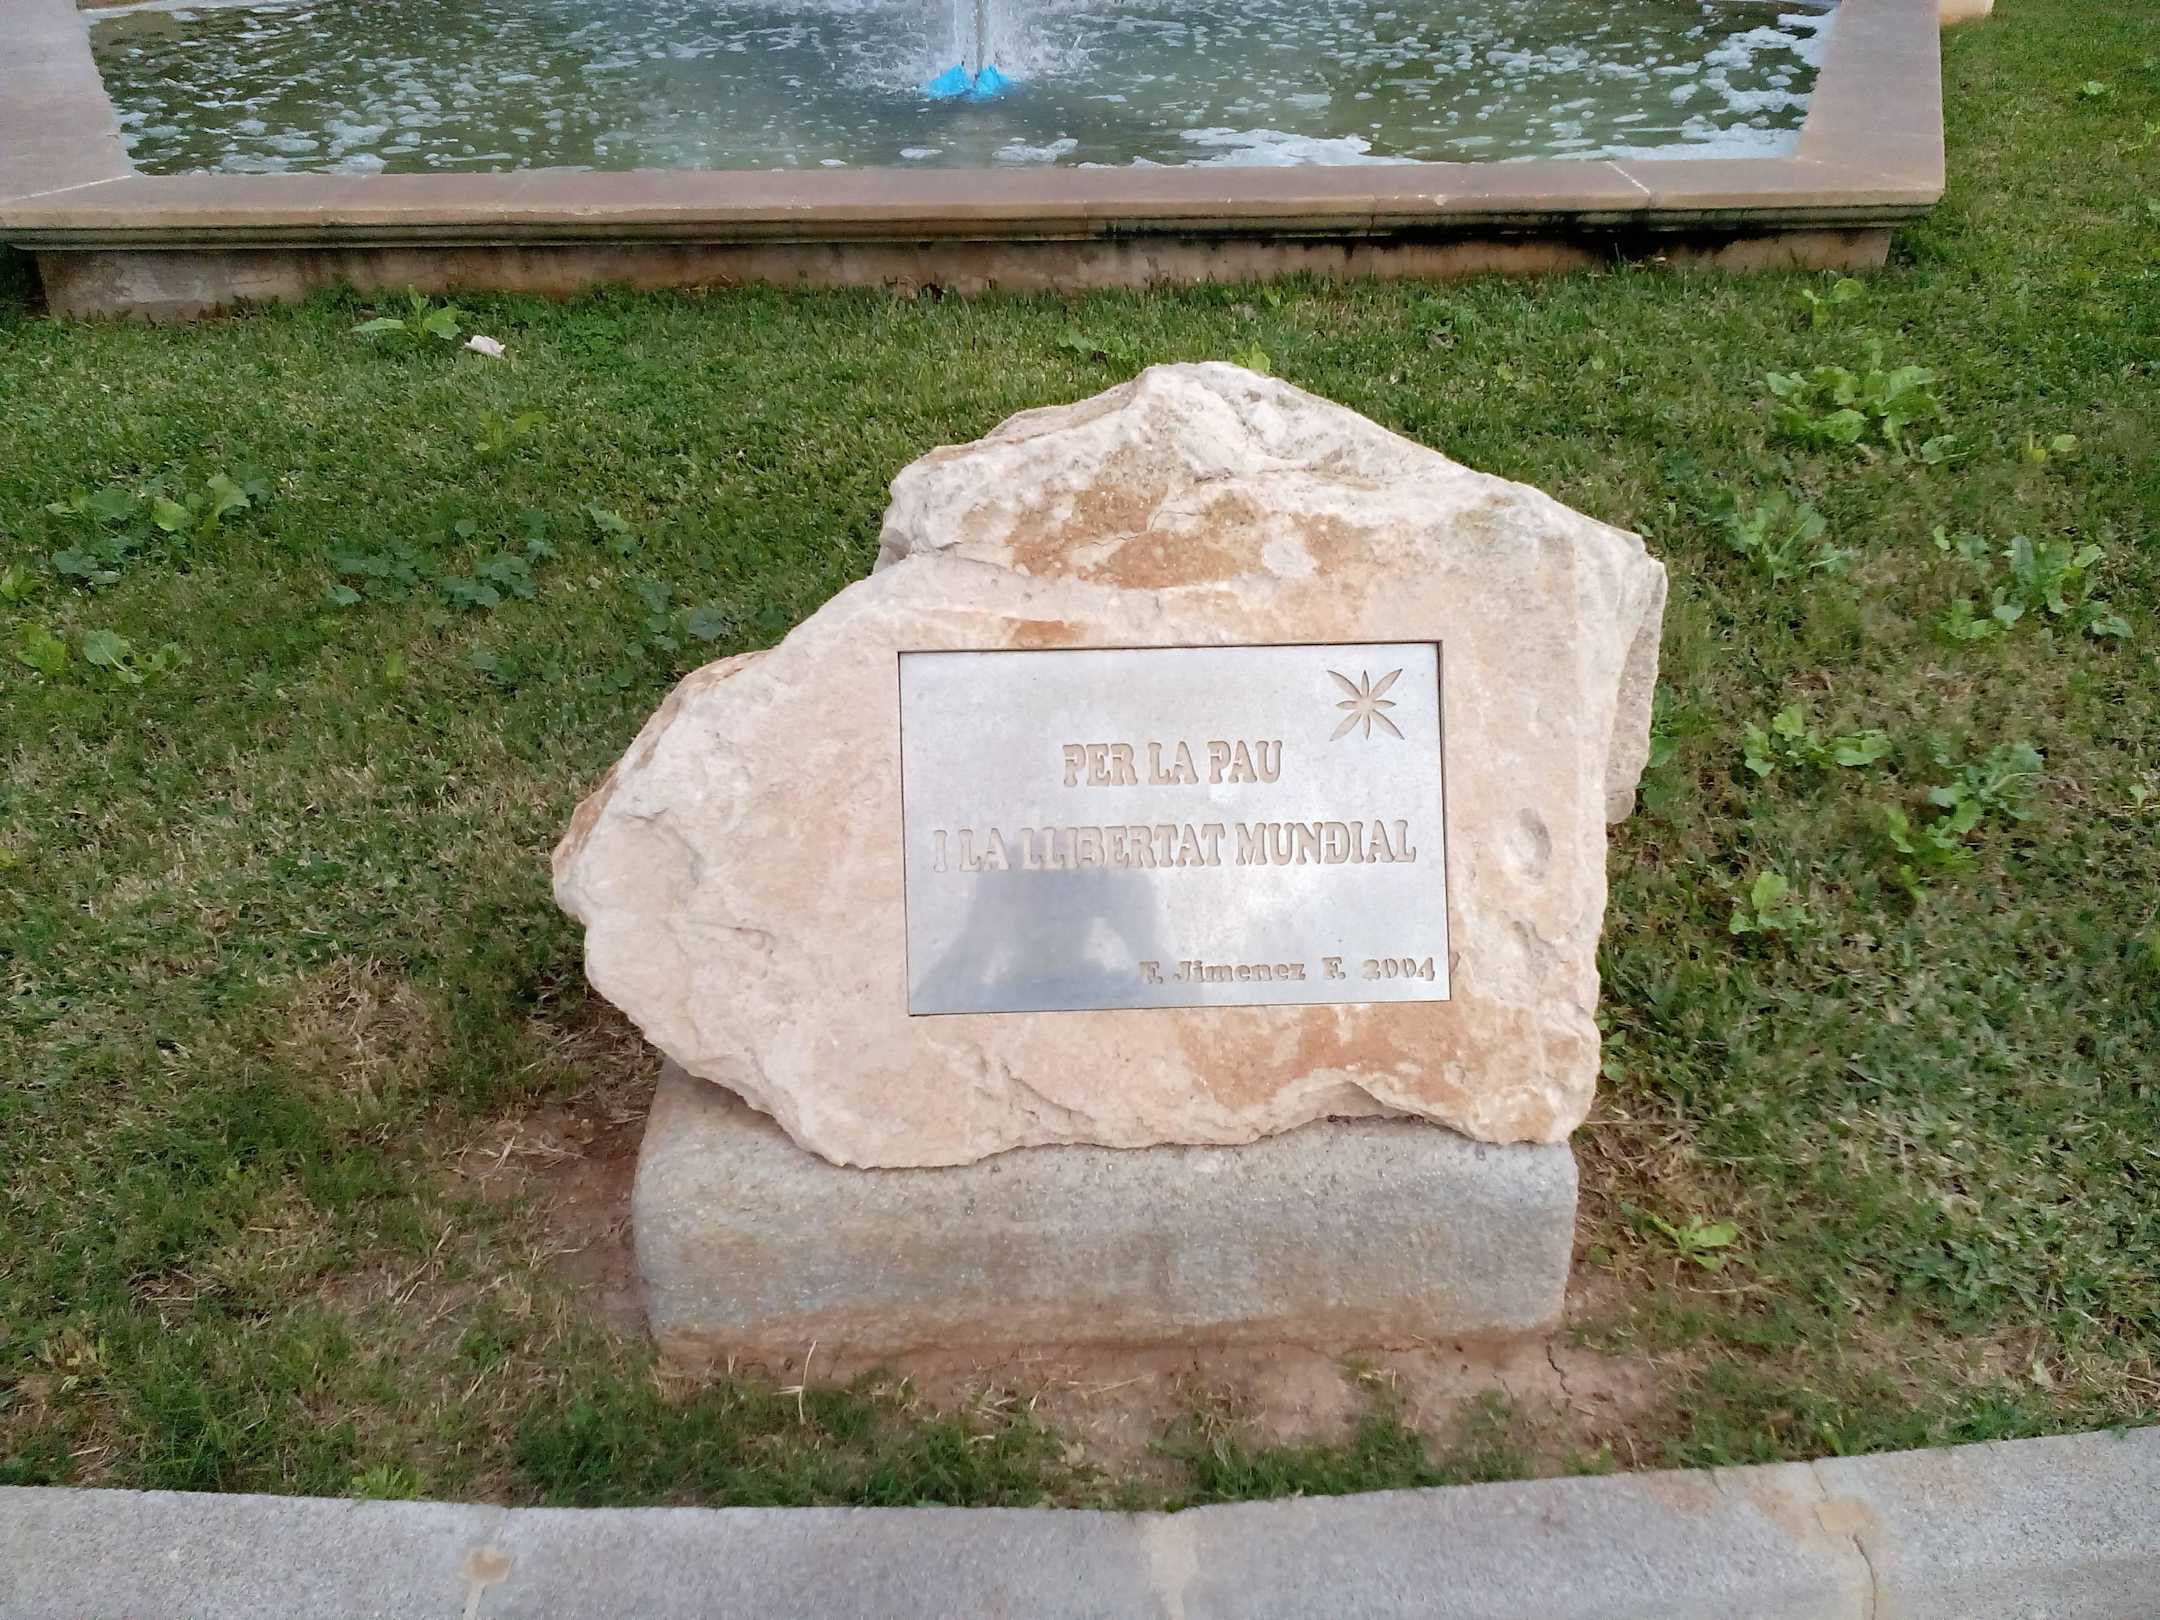 PER LA PAU
I LA LLIBERTAT MUNDIAL
F. Jimenez F. 2004